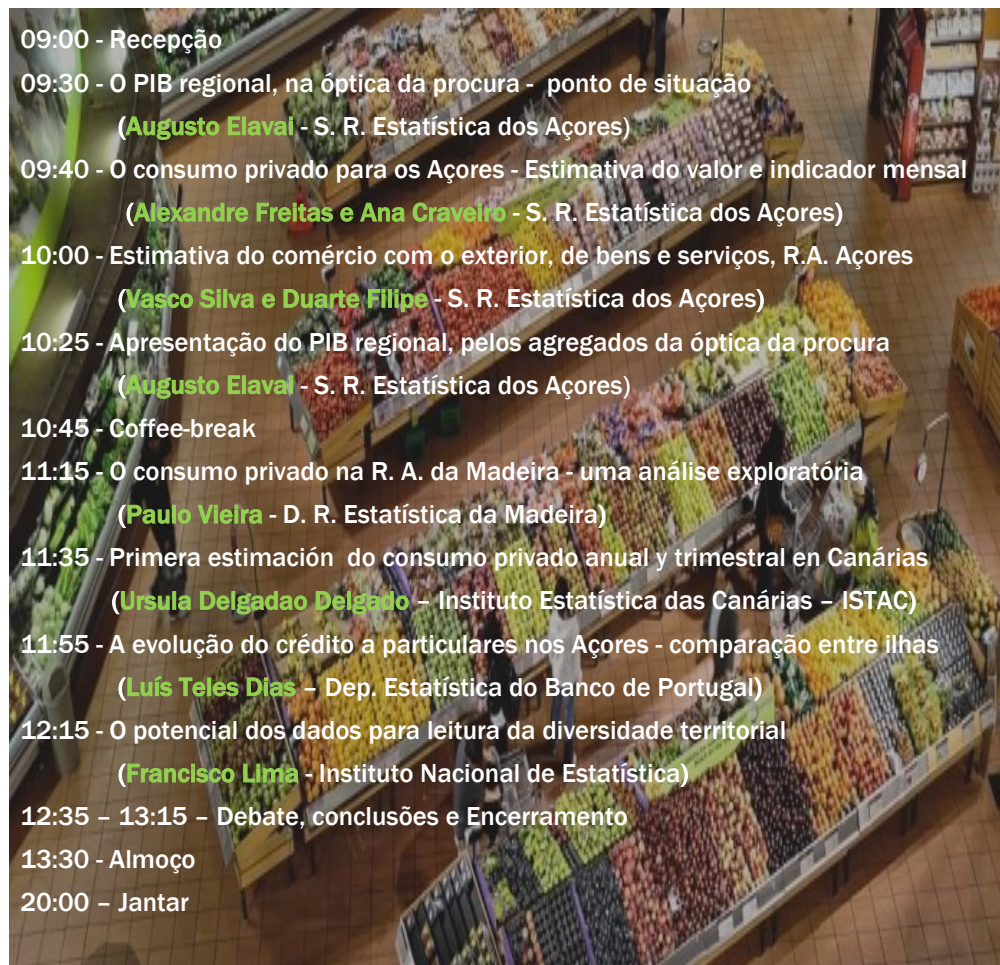 09:00 - Recepção
09:30 - O PIB regional, na óptica da procura - ponto de situação
(Augusto Elavai - S. R. Estatística dos Açores)
09:40 - O consumo privado para os Açores - Estimativa do valor e indicador mensal
(Alexandre Freitas e Ana Craveiro - S. R. Estatística dos Açores)
10:00 - Estimativa do comércio com o exterior, de bens e serviços, R.A. Açores
(Vasco Silva e Duarte Filipe - S. R. Estatística dos Açores)
10:25 - Apresentação do PIB regional, pelos agregados da óptica da procura
(Augusto Elavai - S. R. Estatística dos Açores)
10:45 - Coffee-break
11:15 - O consumo privado na R. A. da Madeira - uma análise exploratória
(Paulo Vieira - D. R. Estatística da Madeira)
11:35 - Primera estimación do consumo privado anual y trimestral en Canárias
(Ursula Delgadao Delgado – Instituto Estatística das Canárias – ISTAC)
11:55 - A evolução do crédito a particulares nos Açores - comparação entre ilhas
(Luís Teles Dias – Dep. Estatística do Banco de Portugal)
12:15 - O potencial dos dados para leitura da diversidade territorial
(Francisco Lima - Instituto Nacional de Estatística)
12:35 – 13:15 – Debate, conclusões e Encerramento
13:30 - Almoço
20:00 – Jantar